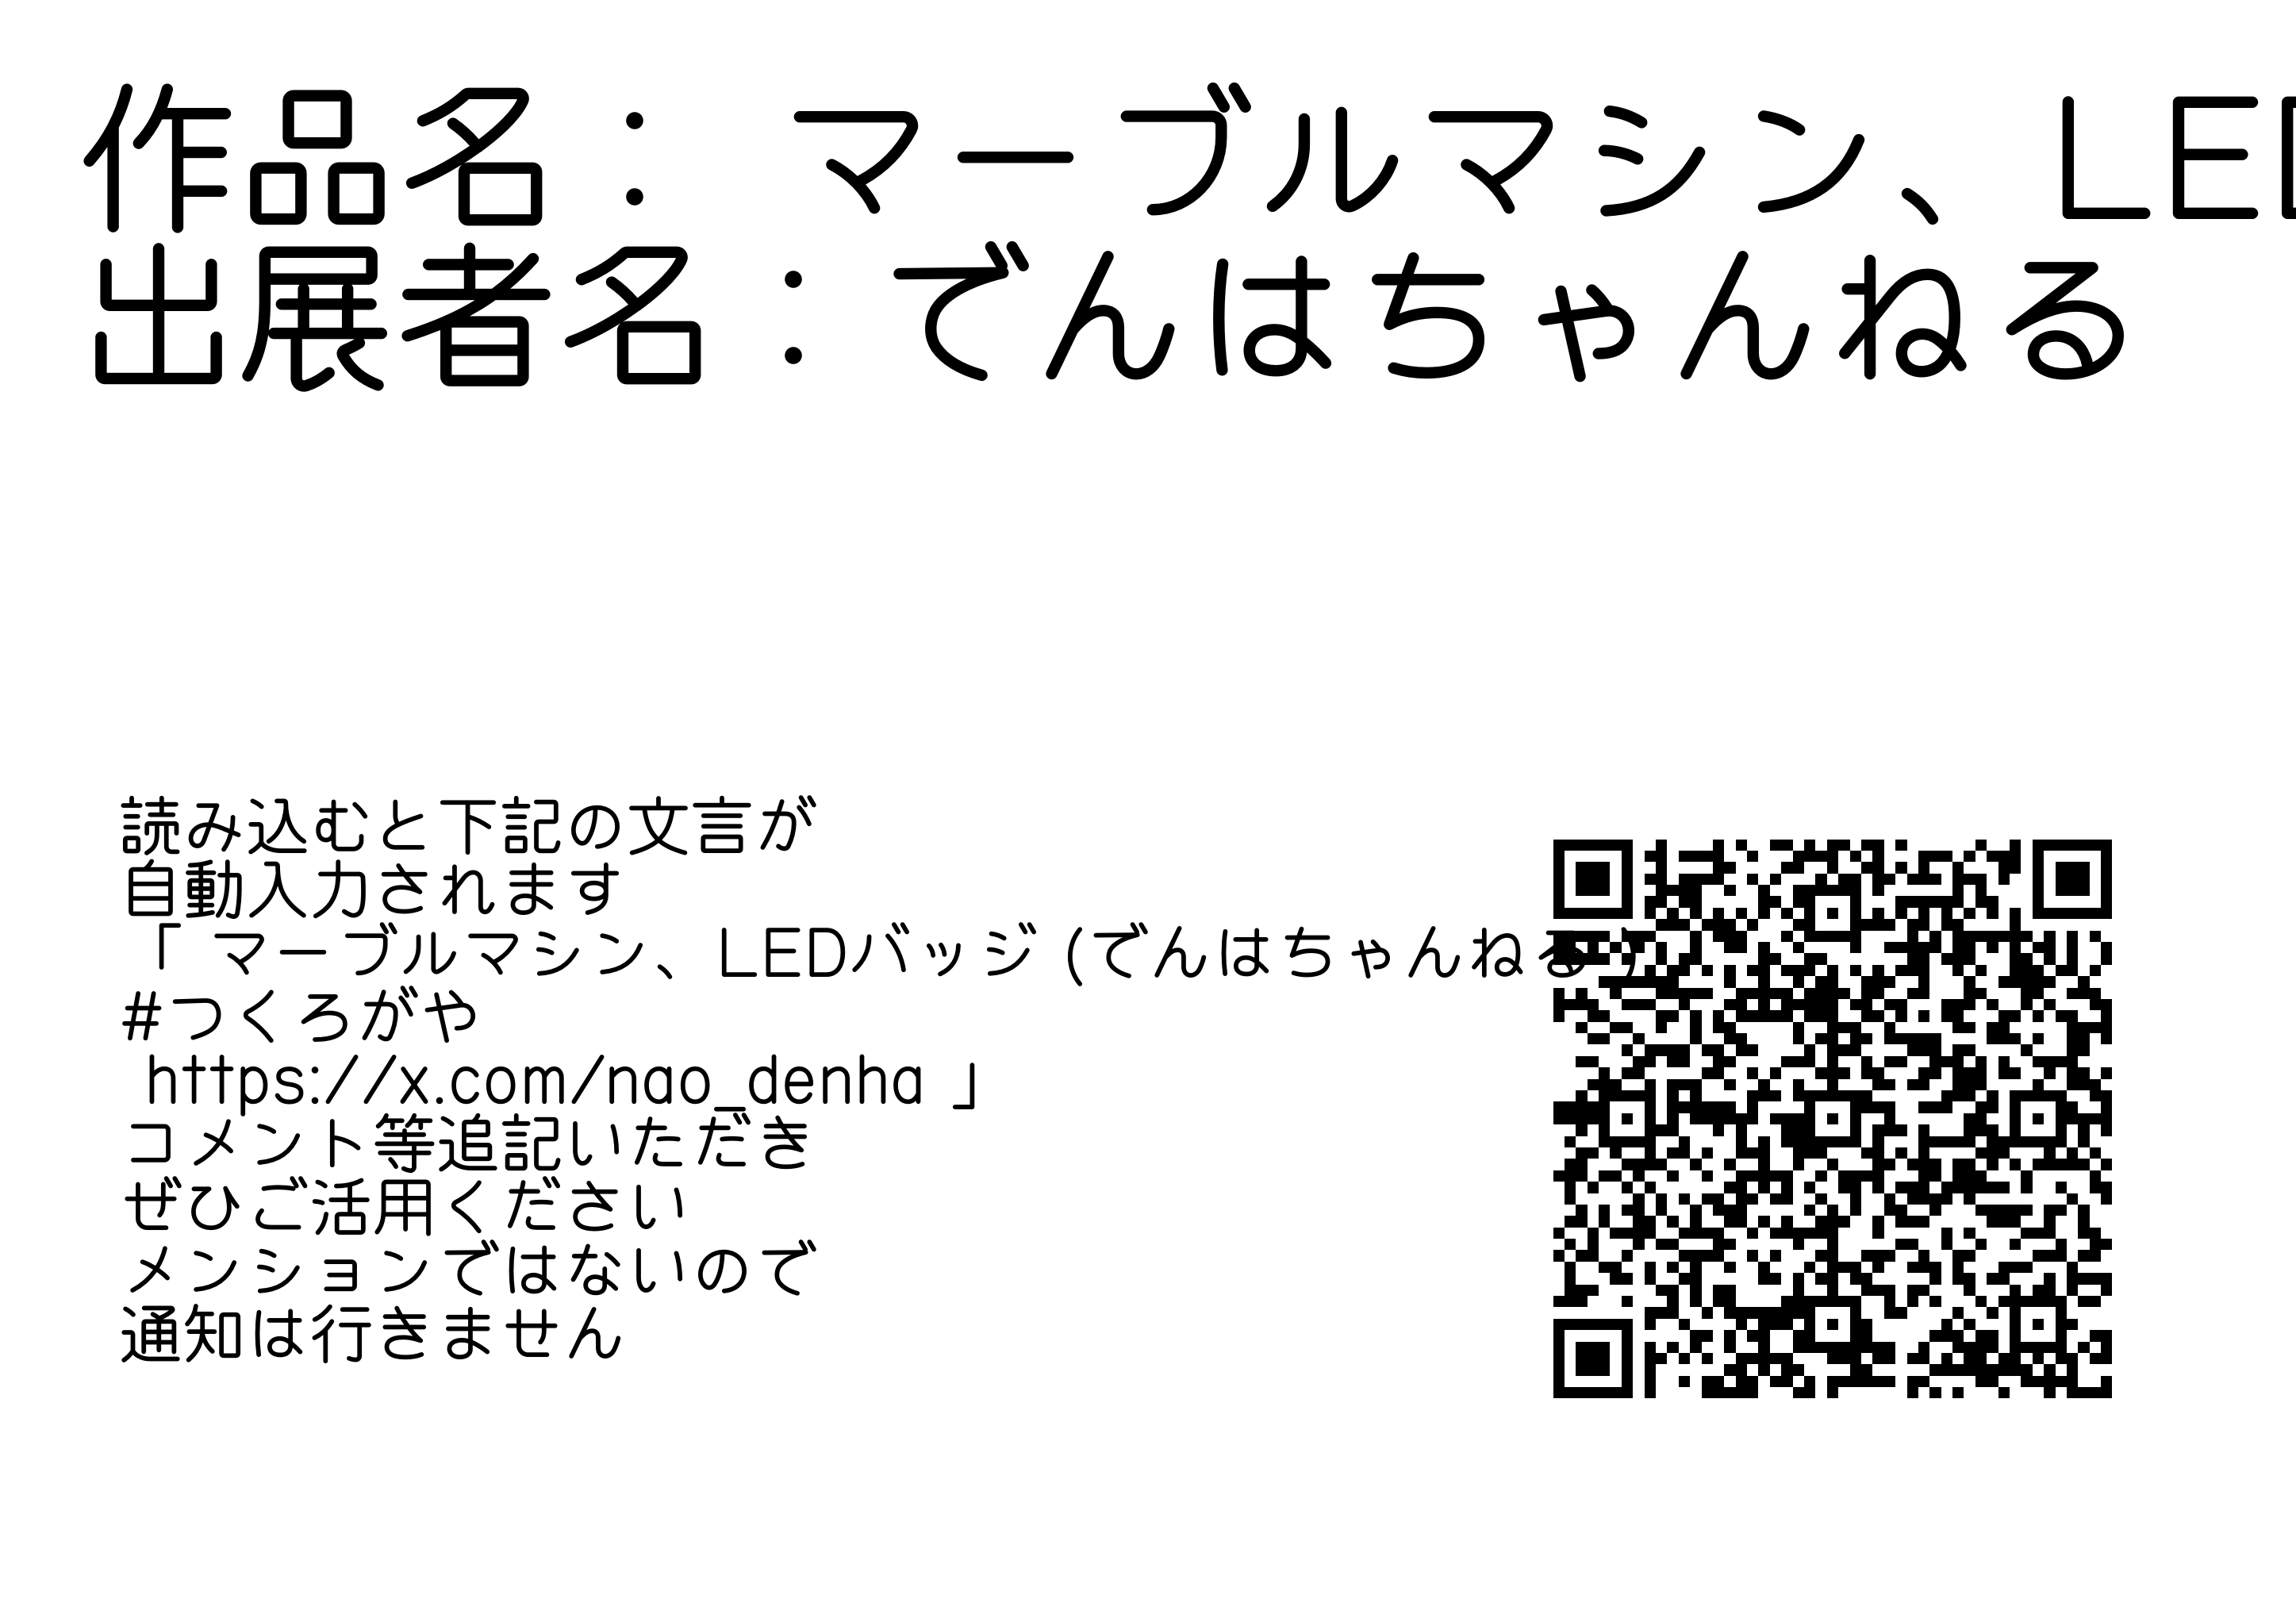 作品名： マーブルマシン、LED
出展者名：でんはちゃんねる
読み込むと下記の文言が
自動入力されます
「 マーブルマシン、LEDバッジ（でんはちゃんねる）
#つくろがや
https://x.com/nao_denha 」
コメント等追記いただき
ぜひご活用ください
メンションではないので
通知は行きません